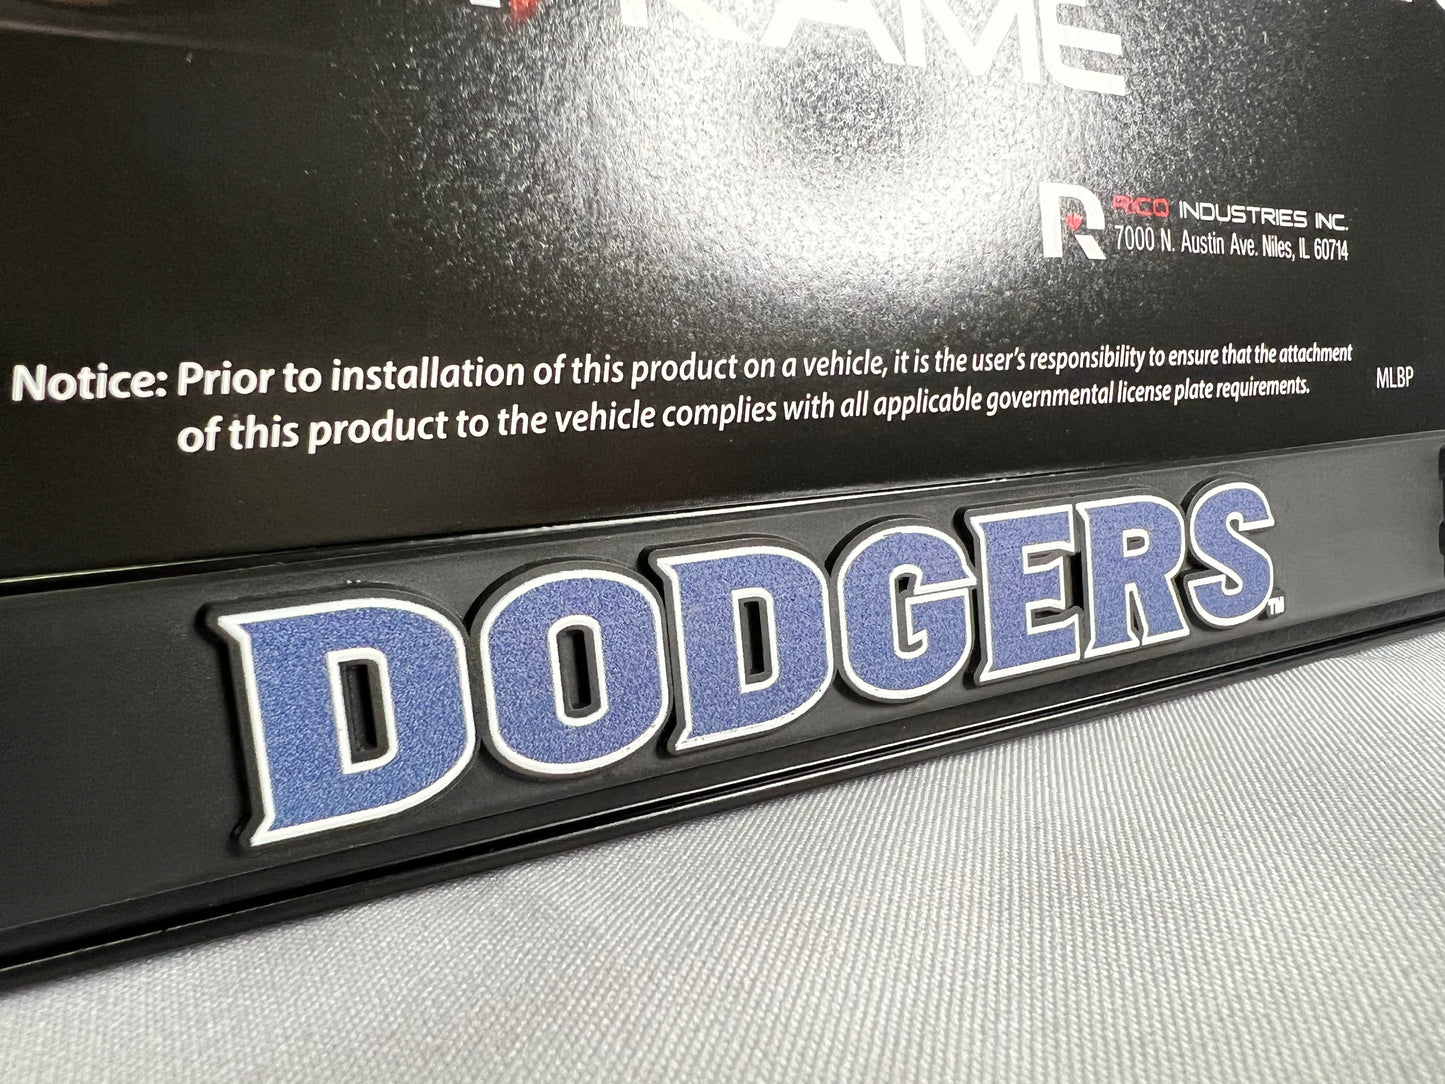 FRAME
RICO INDUSTRIES INC.
7000 N. Austin Ave. Niles, IL 60714
Notice: Prior to installation of this product on a vehicle, it is the user's responsibility to ensure that the attachment
of this product to the vehicle complies with all applicable governmental license plate requirements.
MLBP
DODGERS™